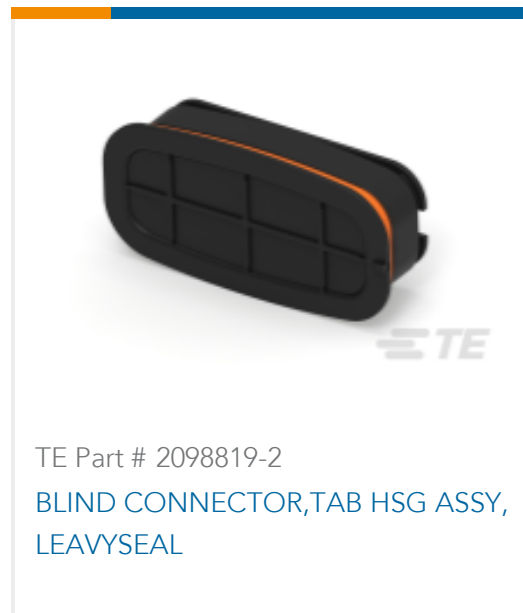 TE
TE Part # 2098819-2
BLIND CONNECTOR,TAB HSG ASSY,
LEAVYSEAL